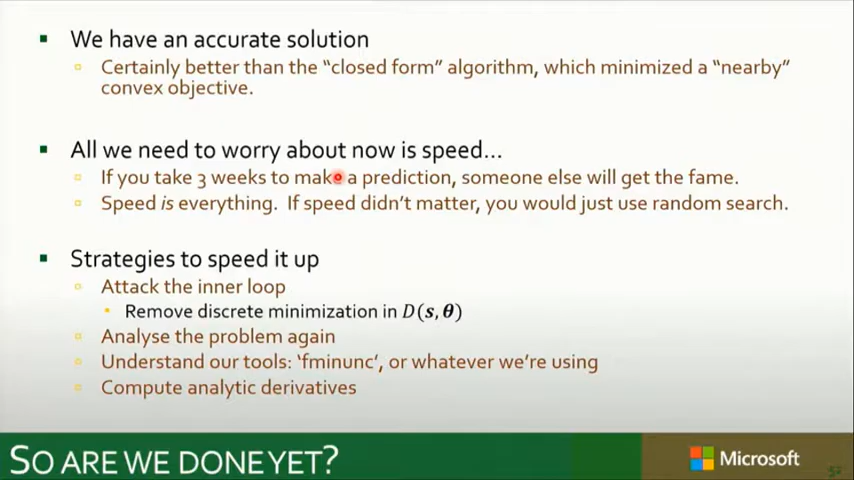 We have an accurate solution
Certainly better than the “closed form” algorithm, which minimized a “nearby”
convex objective.
All we need to worry about now is speed…
If you take 3 weeks to make a prediction, someone else will get the fame.
Speed is everything. If speed didn’t matter, you would just use random search.
Strategies to speed it up
Attack the inner loop
Remove discrete minimization in D(s, θ)
Analyse the problem again
Understand our tools: ‘fminunc’, or whatever we’re using
Compute analytic derivatives
SO ARE WE DONE YET?
Microsoft